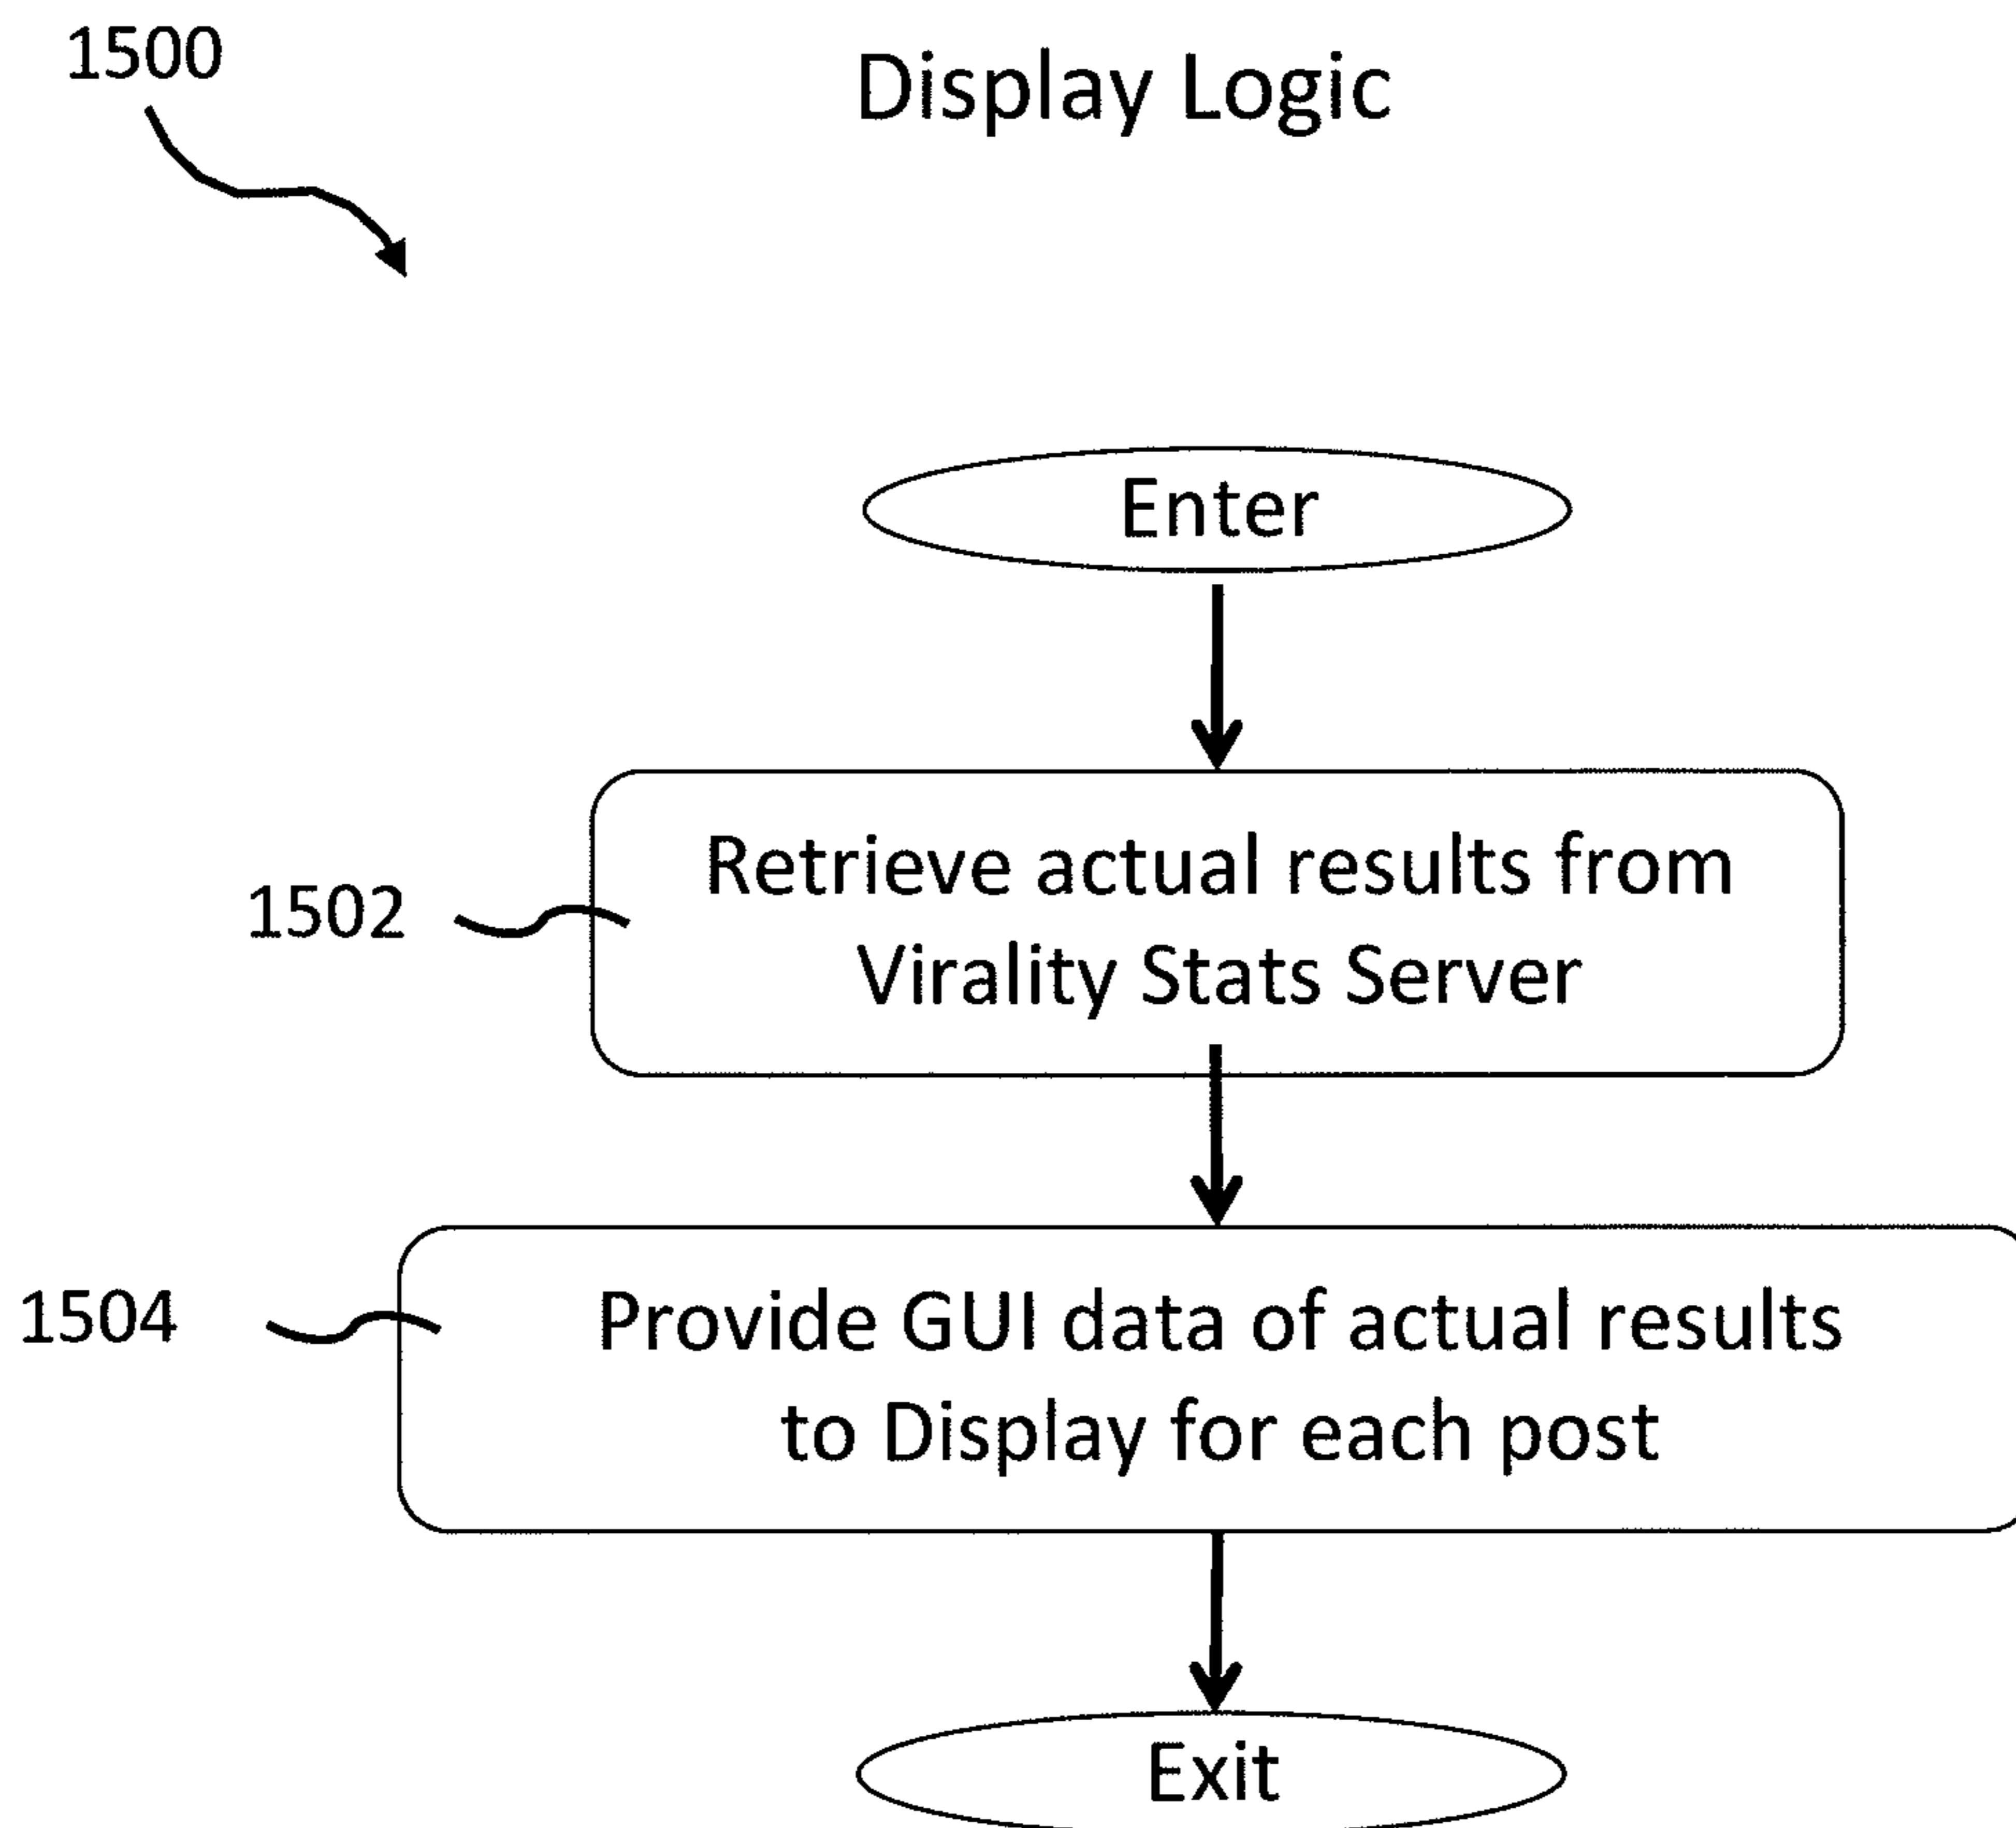 1500
Display Logic
Enter
Retrieve actual results from
1502
Virality Stats Server
1504
Provide GUI data of actual results
to Display for each post
Exit